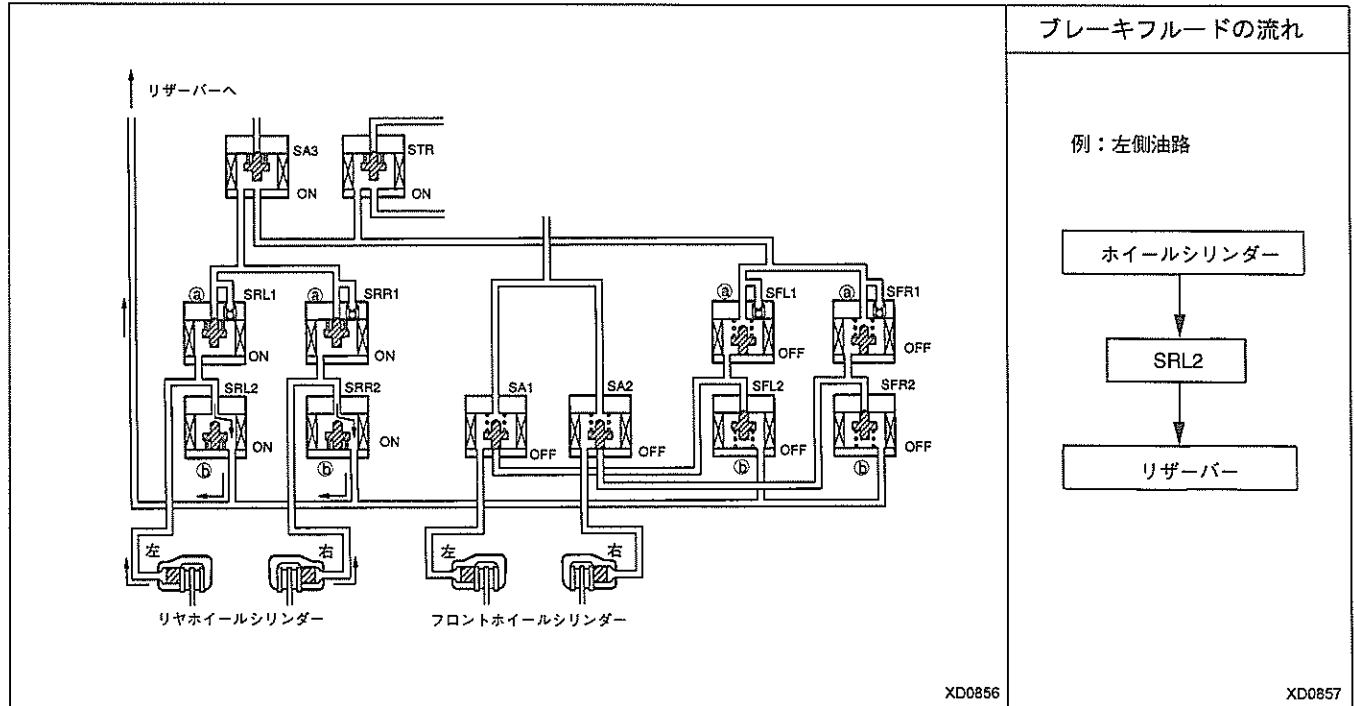 ブレーキフルードの流れ
リザーバーへ
SA3
STR
ON
ON
例：左側油路
ⓐ SRL1
ⓐ SRR1
ⓐ SFL1
ⓐ SFR1
ON
ON
OFF
OFF
ホイールシリンダー
SRL2
SRR2
SA1
SA2
SFL2
SFR2
SRL2
ON
ON
OFF
OFF
OFF
OFF
ⓑ
ⓑ
ⓑ
ⓑ
リザーバー
左
右
左
右
リヤホイールシリンダー
フロントホイールシリンダー
XD0856
XD0857